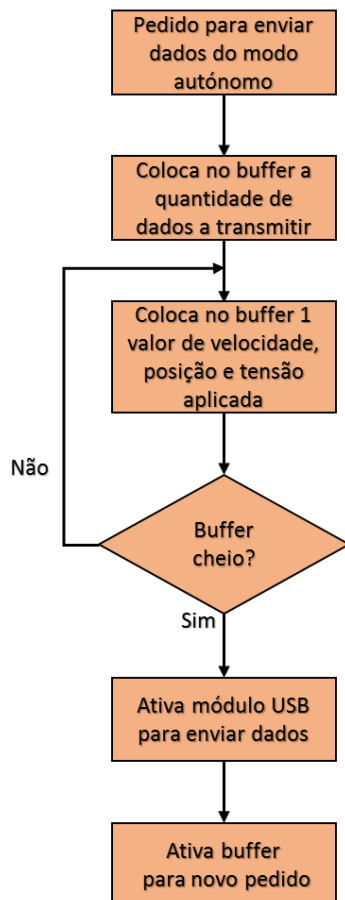 Pedido para enviar
dados do modo
autónomo
Coloca no buffer a
quantidade de
dados a transmitir
Coloca no buffer 1
valor de velocidade,
posição e tensão
aplicada
Não
Buffer
cheio?
Sim
Ativa módulo USB
para enviar dados
Ativa buffer
para novo pedido